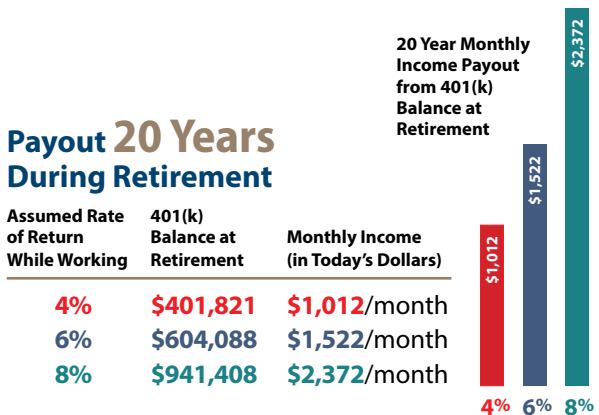 20 Year Monthly
Income Payout
from 401(k)
Balance at
Retirement
Payout 20 Years
During Retirement
Assumed Rate
of Return
While Working
401(k)
Balance at
Retirement
Monthly Income
(in Today's Dollars)
4% $401,821 $1,012/month
6% $604,088 $1,522/month
8% $941,408 $2,372/month
$1,012
$1,522
$2,372
4% 6% 8%